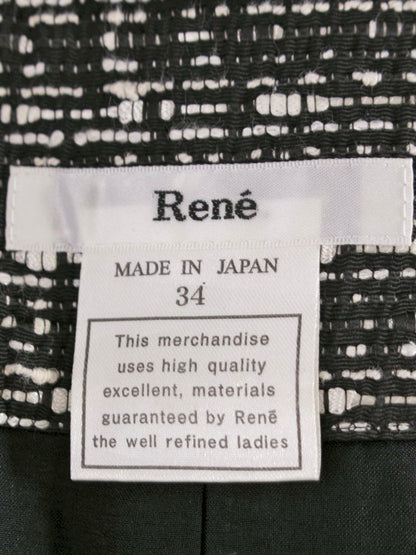 René
MADE IN JAPAN
34
This merchandise
uses high quality
excellent, materials
guaranteed by René
the well refined ladies